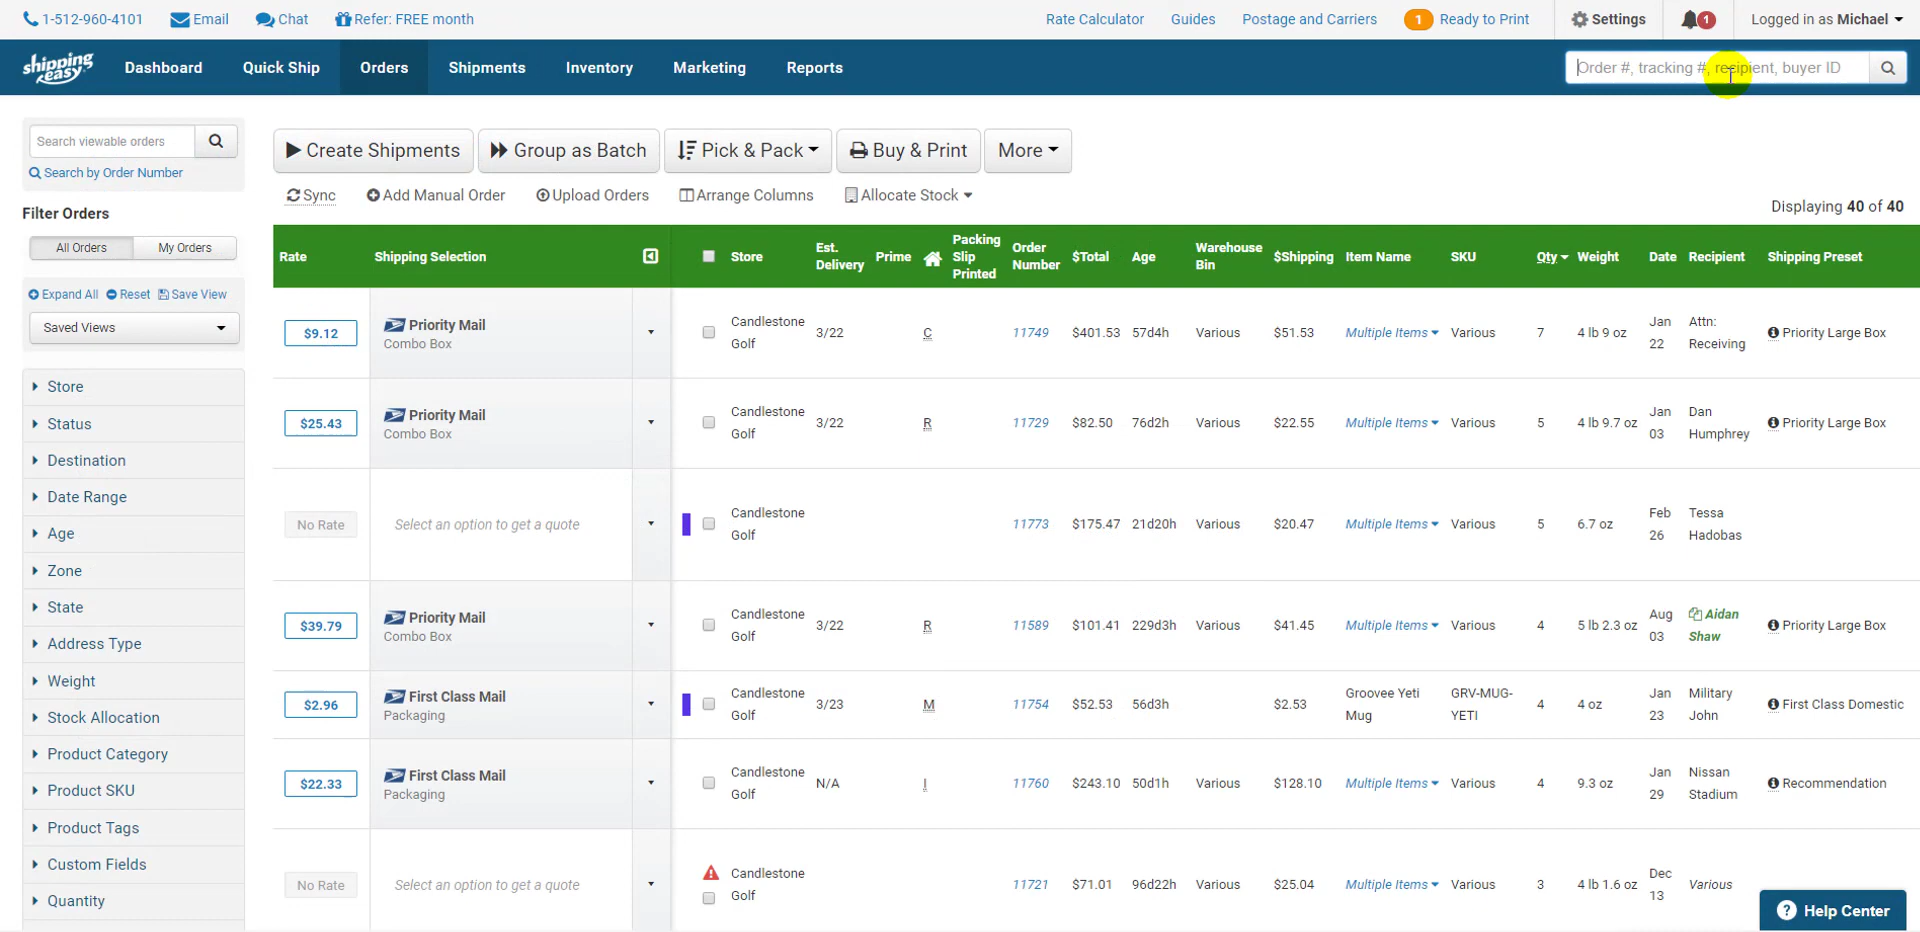 1-512-960-4101 Email Chat Refer: FREE month Rate Calculator Guides Postage and Carriers 1 Ready to Print Settings 1 Logged in as Michael
shipping easy Dashboard Quick Ship Orders Shipments Inventory Marketing Reports Order #, tracking #, recipient, buyer ID
Search viewable orders
Search by Order Number
Filter Orders
All Orders My Orders
Expand All Reset Save View
Saved Views
Store
Status
Destination
Date Range
Age
Zone
State
Address Type
Weight
Stock Allocation
Product Category
Product SKU
Product Tags
Custom Fields
Quantity
Create Shipments Group as Batch Pick & Pack Buy & Print More
Sync Add Manual Order Upload Orders Arrange Columns Allocate Stock
Displaying 40 of 40
Rate Shipping Selection Store Est. Delivery Prime Packing Slip Printed Order Number $Total Age Warehouse Bin $Shipping Item Name SKU Qty Weight Date Recipient Shipping Preset
$9.12 Priority Mail Combo Box Candlestone Golf 3/22 C 11749 $401.53 57d4h Various $51.53 Multiple Items Various 7 4 lb 9 oz Jan 22 Attn: Receiving Priority Large Box
$25.43 Priority Mail Combo Box Candlestone Golf 3/22 R 11729 $82.50 76d2h Various $22.55 Multiple Items Various 5 4 lb 9.7 oz Jan 03 Dan Humphrey Priority Large Box
No Rate Select an option to get a quote Candlestone Golf 11773 $175.47 21d20h Various $20.47 Multiple Items Various 5 6.7 oz Feb 26 Tessa Hadobas
$39.79 Priority Mail Combo Box Candlestone Golf 3/22 R 11589 $101.41 229d3h Various $41.45 Multiple Items Various 4 5 lb 2.3 oz Aug 03 Aidan Shaw Priority Large Box
$2.96 First Class Mail Packaging Candlestone Golf 3/23 M 11754 $52.53 56d3h $2.53 Groovee Yeti Mug GRV-MUG-YETI 4 4 oz Jan 23 Military John First Class Domestic
$22.33 First Class Mail Packaging Candlestone Golf N/A I 11760 $243.10 50d1h Various $128.10 Multiple Items Various 4 9.3 oz Jan 29 Nissan Stadium Recommendation
No Rate Select an option to get a quote Candlestone Golf 11721 $71.01 96d22h Various $25.04 Multiple Items Various 3 4 lb 1.6 oz Dec 13 Various
? Help Center